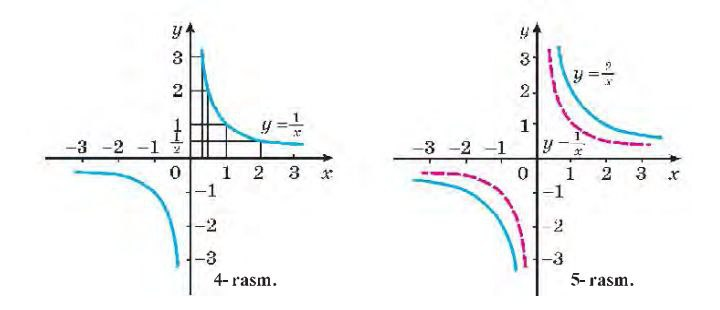 y
3
2
1
1/2
y = 1/x
-3 -2 -1
0 1 2 3 x
-1
-2
-3
4- rasm.
y
3
2
1
y = 2/x
y = 1/x
-3 -2 -1
0 1 2 3 x
-1
-2
-3
5- rasm.